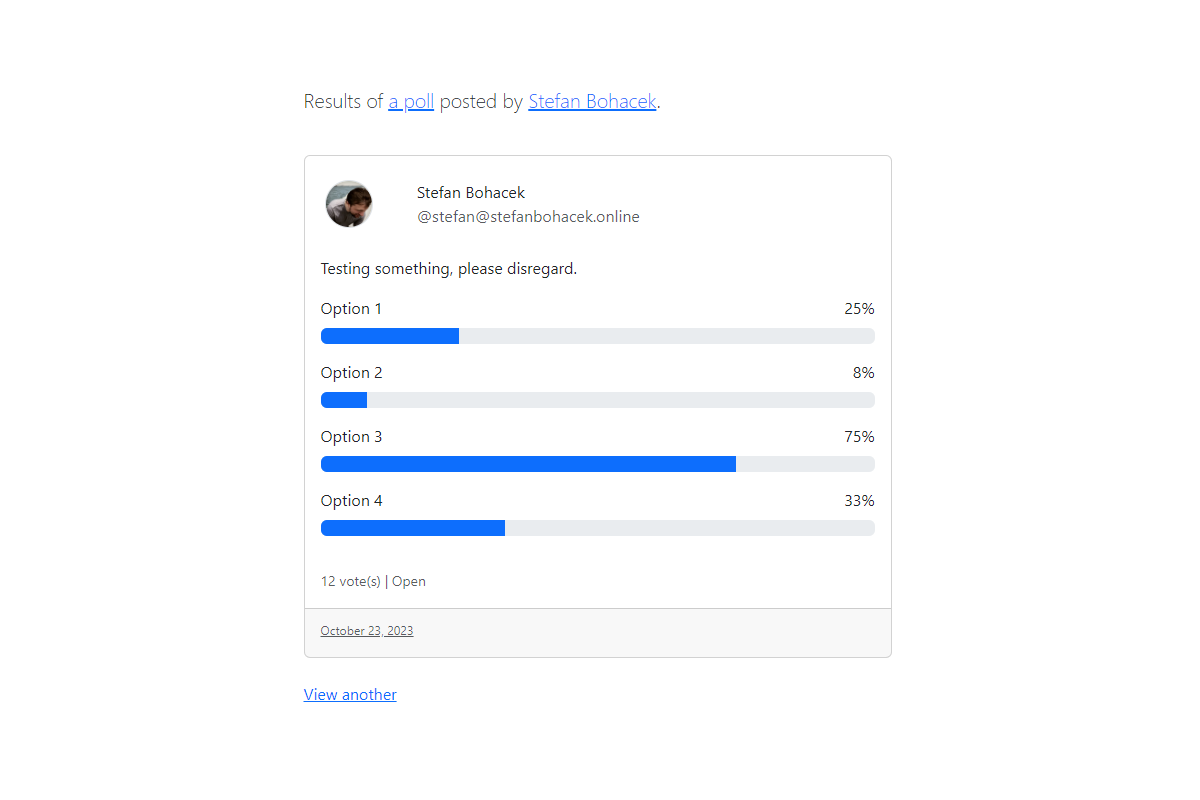 Results of a poll posted by Stefan Bohacek.
Stefan Bohacek
@stefan@stefanbohacek.online
Testing something, please disregard.
Option 1 25%
Option 2 8%
Option 3 75%
Option 4 33%
12 vote(s) | Open
October 23, 2023
View another